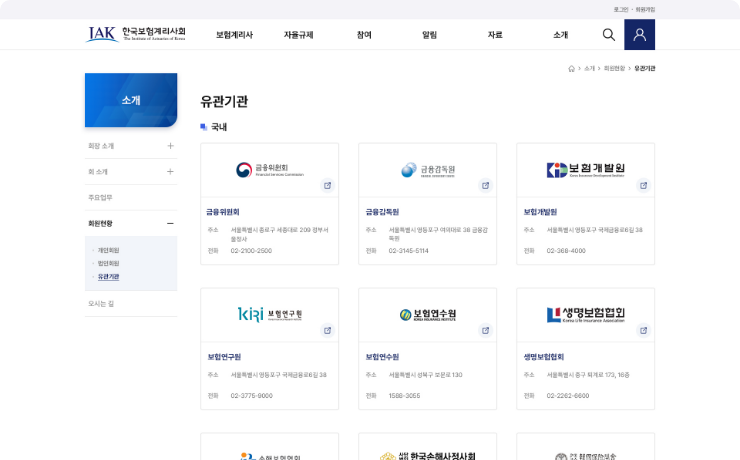 로그인 · 회원가입
IAK 한국보험계리사회
The Institute of Actuaries of Korea
보험계리사 자율규제 참여 알림 자료 소개
소개 > 회원현황 > 유관기관
소개
회장 소개
회 소개
주요업무
회원현황
개인회원
법인회원
유관기관
오시는 길
유관기관
국내
금융위원회
Financial Services Commission
금융위원회
주소 서울특별시 종로구 세종대로 209 정부서
울청사
전화 02-2100-2500
금융감독원
금융감독원
주소 서울특별시 영등포구 여의대로 38 금융감
독원
전화 02-3145-5114
KIDI 보험개발원
Korea Insurance Development Institute
보험개발원
주소 서울특별시 영등포구 국제금융로6길 38
전화 02-368-4000
kiri 보험연구원
보험연구원
주소 서울특별시 영등포구 국제금융로6길 38
전화 02-3775-9000
보험연수원
KOREA INSURANCE INSTITUTE
보험연수원
주소 서울특별시 성북구 보문로 130
전화 1588-3055
생명보험협회
Korea Life Insurance Association
생명보험협회
주소 서울특별시 중구 퇴계로 173, 16층
전화 02-2262-6600
손해보험협회
한국손해사정사회